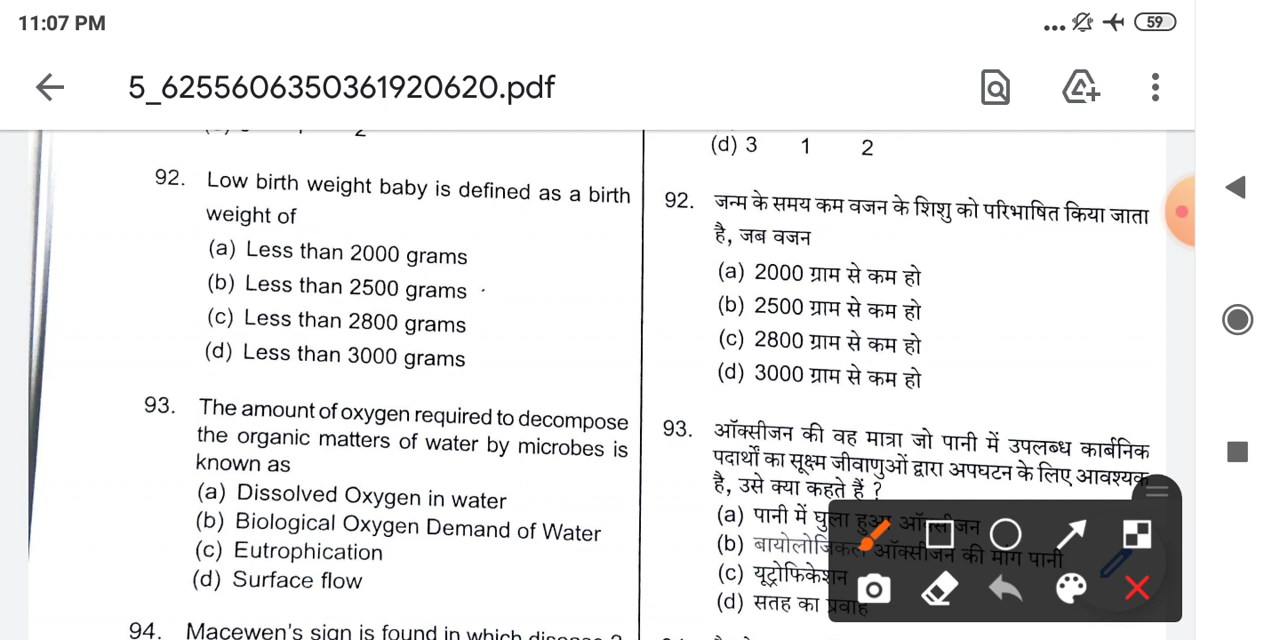 11:07 PM
59
5_6255606350361920620.pdf
(d) 3 1 2
92. Low birth weight baby is defined as a birth
weight of
(a) Less than 2000 grams
(b) Less than 2500 grams
(c) Less than 2800 grams
(d) Less than 3000 grams
93. The amount of oxygen required to decompose
the organic matters of water by microbes is
known as
(a) Dissolved Oxygen in water
(b) Biological Oxygen Demand of Water
(c) Eutrophication
(d) Surface flow
94. Macewen's sign is found in which disease ?
92. जन्म के समय कम वजन के शिशु को परिभाषित किया जाता
है, जब वजन
(a) 2000 ग्राम से कम हो
(b) 2500 ग्राम से कम हो
(c) 2800 ग्राम से कम हो
(d) 3000 ग्राम से कम हो
93. ऑक्सीजन की वह मात्रा जो पानी में उपलब्ध कार्बनिक
पदार्थों का सूक्ष्म जीवाणुओं द्वारा अपघटन के लिए आवश्यक
है, उसे क्या कहते हैं ?
(a) पानी में घुला हुआ ऑक्सीजन
(b) बायोलोजिकल ऑक्सीजन की माग पानी
(c) यूट्रोफिकेशन
(d) सतह का प्रवाह